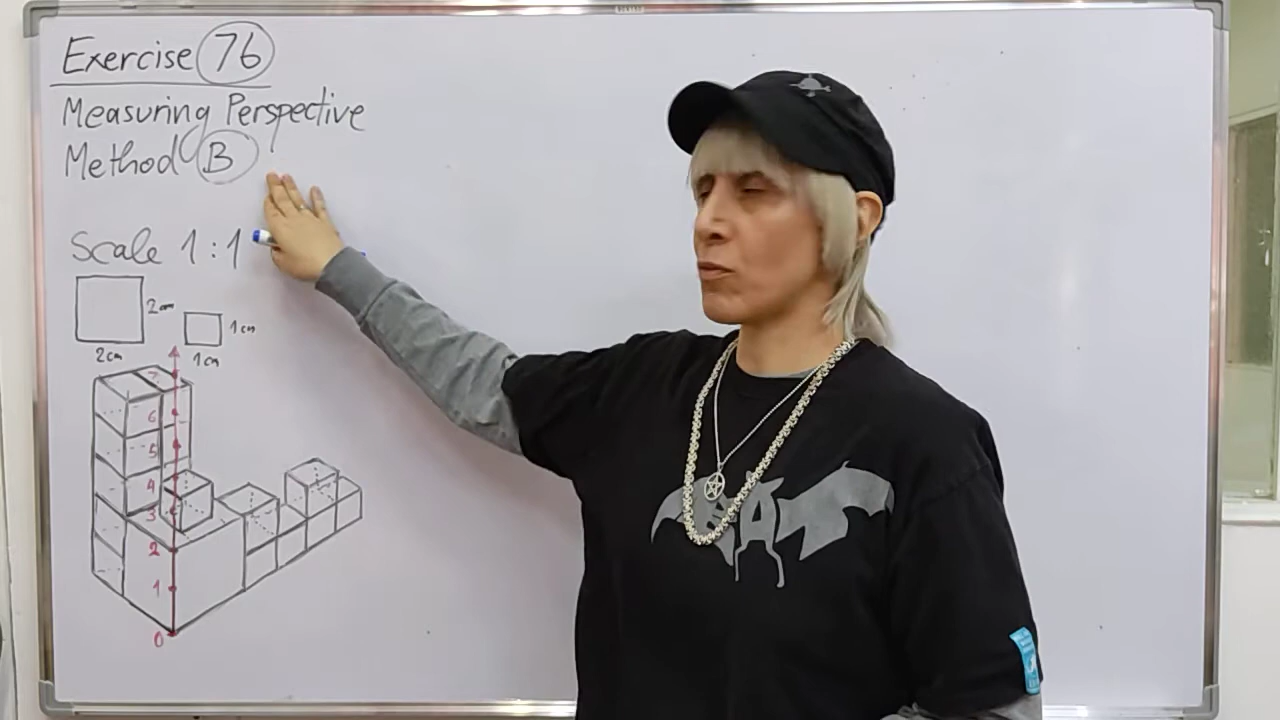 Exercise 76
Measuring Perspective
Method B
Scale 1:1
2cm
1cm
2cm
1cm
7
6
5
4
3
2
1
0